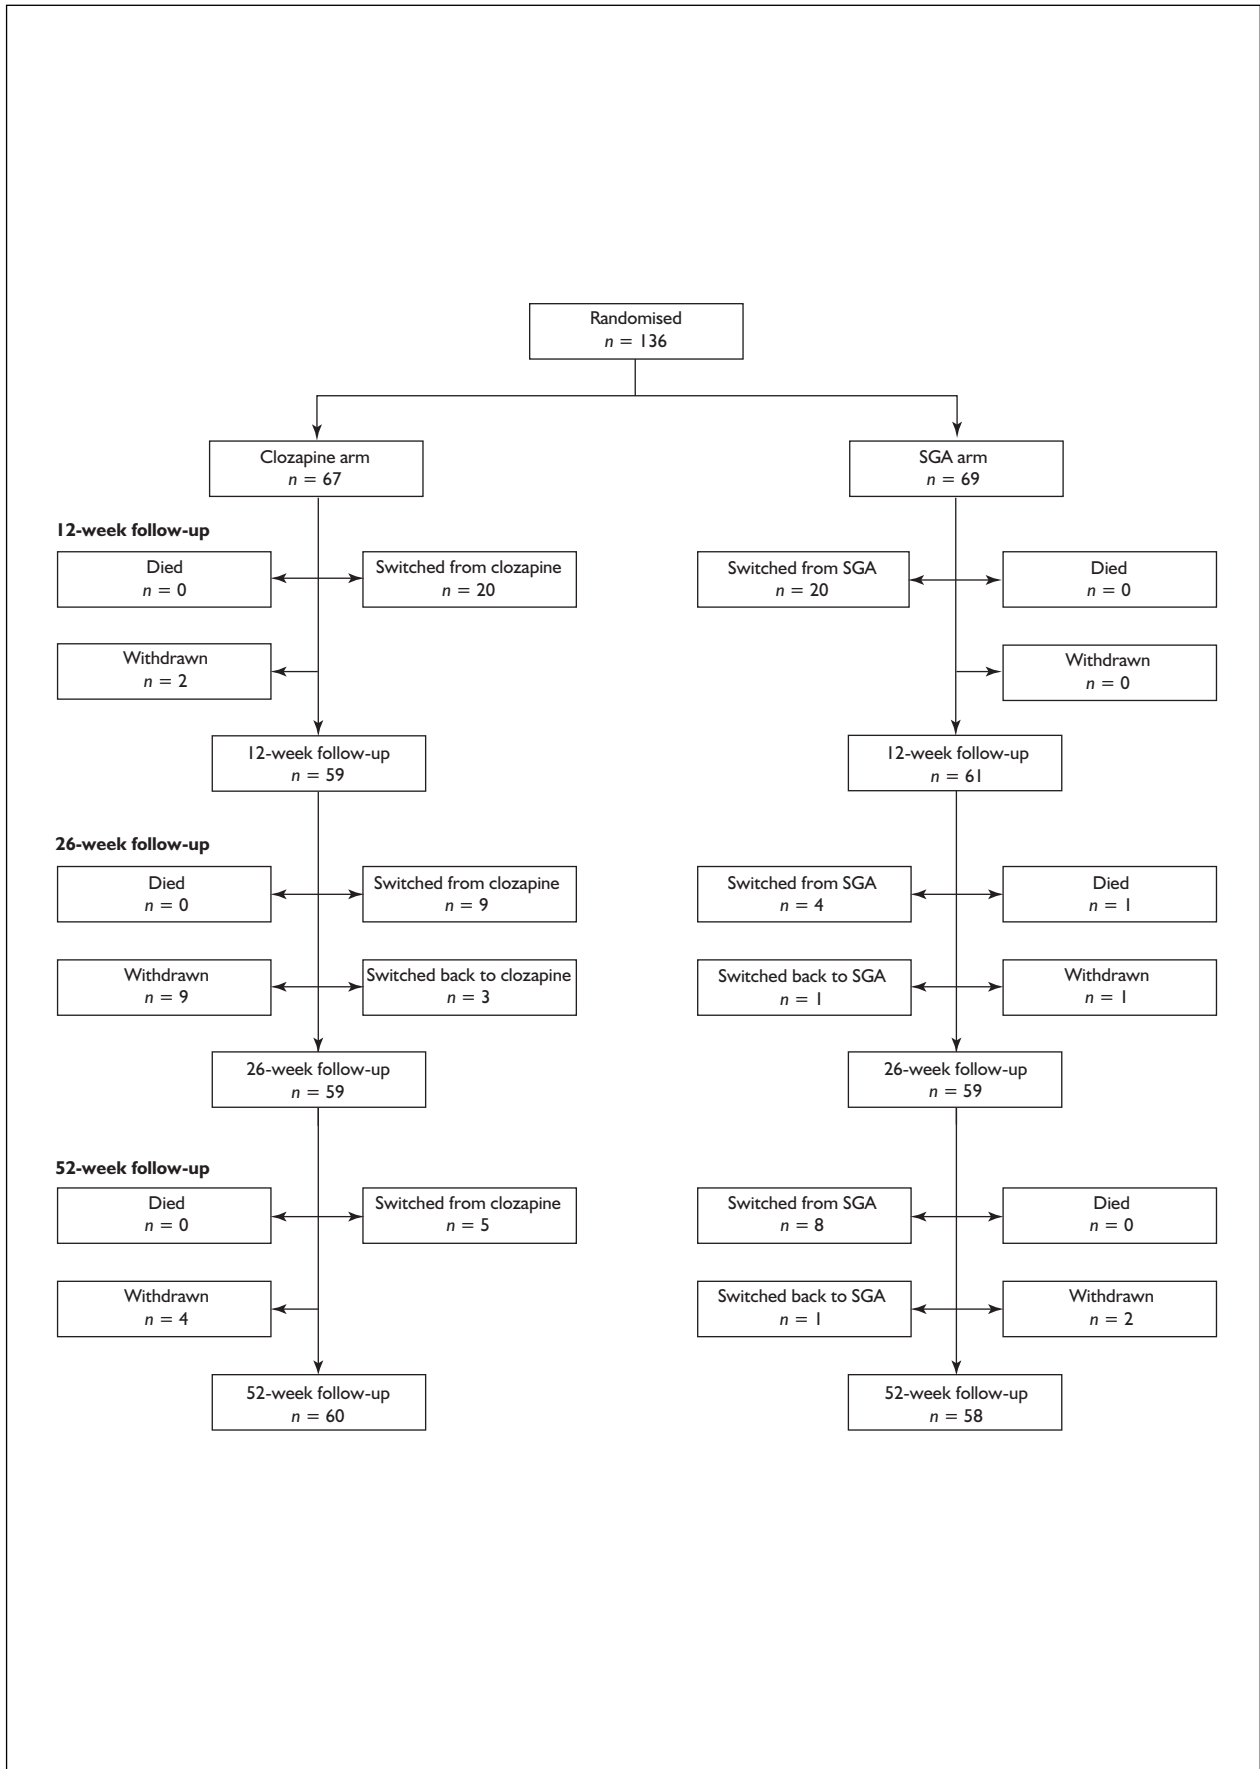 Randomised
n = 136
Clozapine arm
n = 67
SGA arm
n = 69
12-week follow-up
Died
n = 0
Switched from clozapine
n = 20
Switched from SGA
n = 20
Died
n = 0
Withdrawn
n = 2
Withdrawn
n = 0
12-week follow-up
n = 59
12-week follow-up
n = 61
26-week follow-up
Died
n = 0
Switched from clozapine
n = 9
Switched from SGA
n = 4
Died
n = 1
Withdrawn
n = 9
Switched back to clozapine
n = 3
Switched back to SGA
n = 1
Withdrawn
n = 1
26-week follow-up
n = 59
26-week follow-up
n = 59
52-week follow-up
Died
n = 0
Switched from clozapine
n = 5
Switched from SGA
n = 8
Died
n = 0
Withdrawn
n = 4
Switched back to SGA
n = 1
Withdrawn
n = 2
52-week follow-up
n = 60
52-week follow-up
n = 58